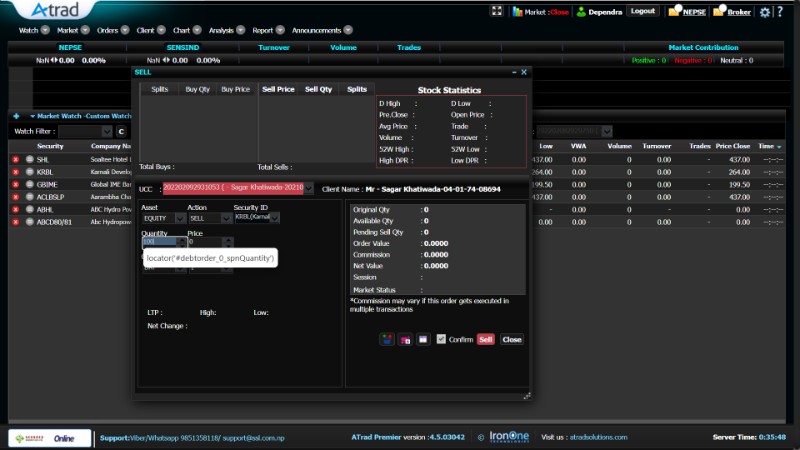 Atrad
Market :Close Dependra Logout NEPSE Broker ?
Watch Market Orders Client Chart Analysis Report Announcements
NEPSE SENSIND Turnover Volume Trades Market Contribution
NaN 0.00 0.00% NaN 0.00 0.00% Positive : 0 Negative : 0 Neutral : 0
SELL
Splits Buy Qty Buy Price Sell Price Sell Qty Splits
Stock Statistics
D High : D Low :
Pre.Close : Open Price :
Avg Price : Trade :
Volume : Turnover :
52W High : 52W Low :
High DPR : Low DPR :
Total Buys : Total Sells :
Market Watch -Custom Watch
Watch Filter : C
Security Company Na Low VWA Volume Turnover Trades Price Close Time
SHL Soaltee Hotel 437.00 0.00 0.00 0.00 - 437.00 --:--:--
KRBL Karnali Develo 264.00 0.00 0.00 0.00 - 264.00 --:--:--
GBIME Global IME Ban 199.50 0.00 0.00 0.00 - 199.50 --:--:--
ACLBSLP Aarambha Cha 437.00 0.00 0.00 0.00 - 437.00 --:--:--
ABHL ABC Hydro Pow 0.00 0.00 0.00 0.00 - 0.00 --:--:--
ABCD80/81 Abc Hydropow 0.00 0.00 0.00 0.00 - 0.00 --:--:--
UCC : 202202092931053 ( - Sagar Khatiwada-20210 Client Name : Mr - Sagar Khatiwada-04-01-74-08694
Asset Action Security ID
EQUITY SELL KRBL(Karnal
Quantity Price
100 0
locator('#debtorder_0_spnQuantity')
Original Qty : 0
Available Qty : 0
Pending Sell Qty : 0
Order Value : 0.0000
Commission : 0.0000
Net Value : 0.0000
Session :
Market Status :
*Commission may vary if this order gets executed in
multiple transactions
LTP : High: Low:
Net Change :
Confirm Sell Close
Online Support:Viber/Whatsapp 9851358118/ support@ssl.com.np ATrad Premier version :4.5.03042 © IronOne TECHNOLOGIES Visit us : atradsolutions.com Server Time: 0:35:48